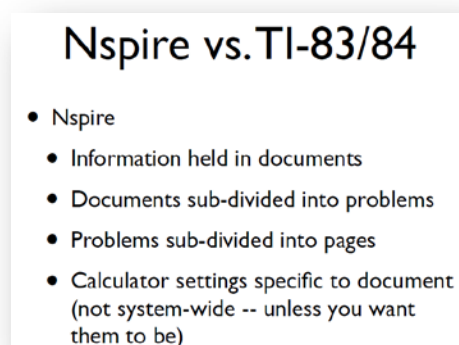 Nspire vs. TI-83/84
• Nspire
• Information held in documents
• Documents sub-divided into problems
• Problems sub-divided into pages
• Calculator settings specific to document
(not system-wide -- unless you want
them to be)